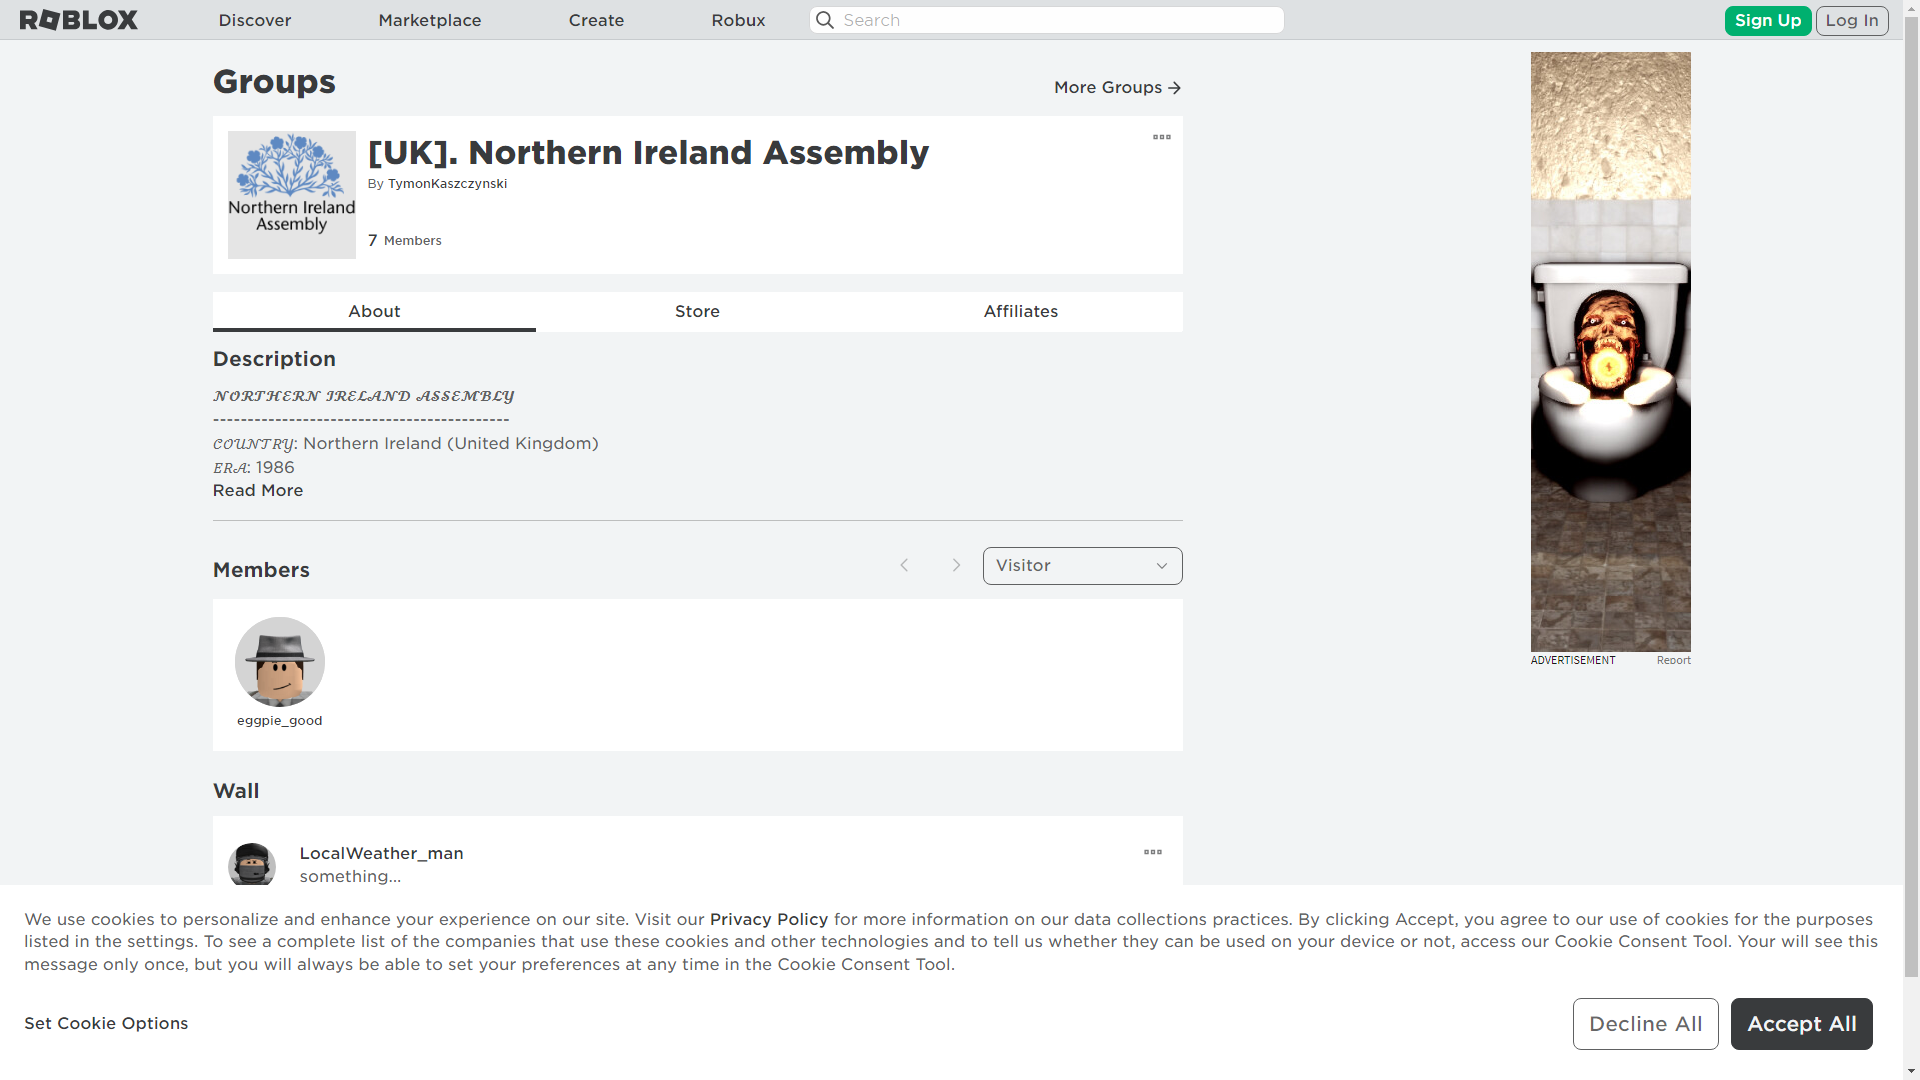 ROBLOX
Discover
Marketplace
Create
Robux
Search
Sign Up
Log In
Groups
More Groups
[UK]. Northern Ireland Assembly
By TymonKaszczynski
7 Members
Northern Ireland
Assembly
About
Store
Affiliates
Description
𝓝𝓞𝓡𝓣𝓗𝓔𝓡𝓝 𝓘𝓡𝓔𝓛𝓐𝓝𝓓 𝓐𝓢𝓢𝓔𝓜𝓑𝓛𝓨
-------------------------------------------
𝓒𝓞𝓤𝓝𝓣𝓡𝓨: Northern Ireland (United Kingdom)
𝓔𝓡𝓐: 1986
Read More
Members
Visitor
eggpie_good
Wall
LocalWeather_man
something...
ADVERTISEMENT
Report
We use cookies to personalize and enhance your experience on our site. Visit our Privacy Policy for more information on our data collections practices. By clicking Accept, you agree to our use of cookies for the purposes
listed in the settings. To see a complete list of the companies that use these cookies and other technologies and to tell us whether they can be used on your device or not, access our Cookie Consent Tool. Your will see this
message only once, but you will always be able to set your preferences at any time in the Cookie Consent Tool.
Set Cookie Options
Decline All
Accept All